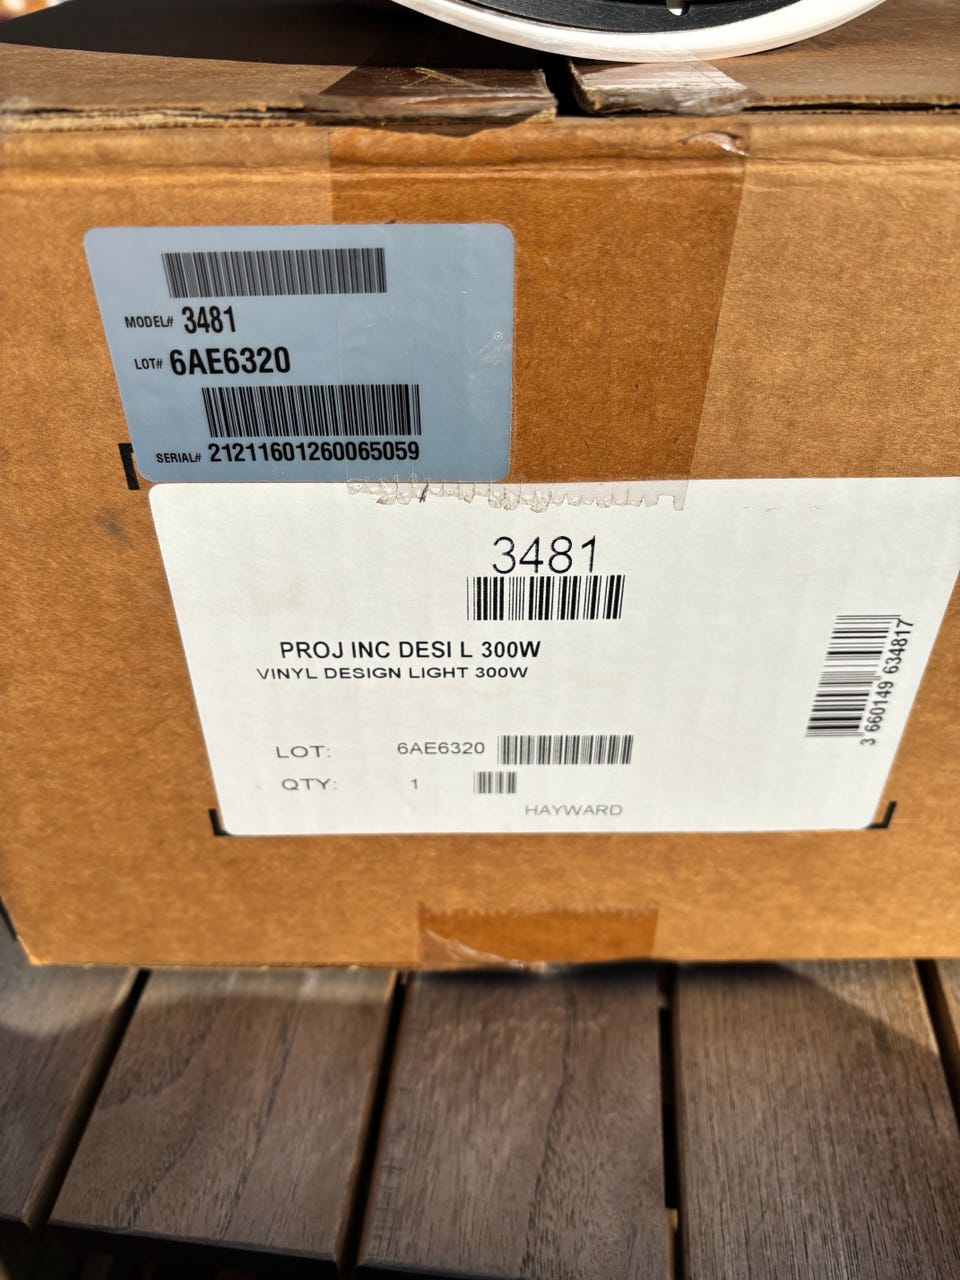 MODEL# 3481
LOT# 6AE6320
SERIAL# 21211601260065059
3481
PROJ INC DESI L 300W
VINYL DESIGN LIGHT 300W
LOT: 6AE6320
QTY: 1
HAYWARD
3 660149 634817